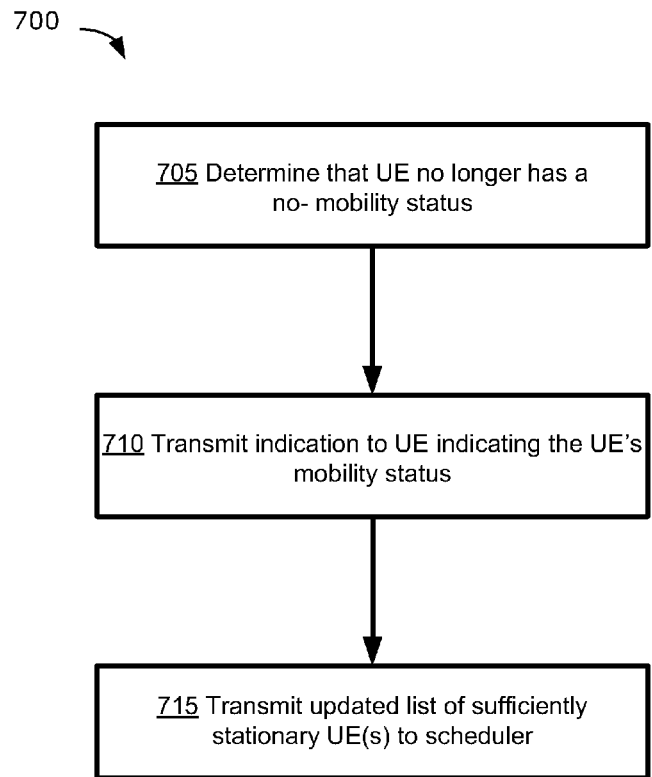 700
705 Determine that UE no longer has a
no- mobility status
710 Transmit indication to UE indicating the UE's
mobility status
715 Transmit updated list of sufficiently
stationary UE(s) to scheduler